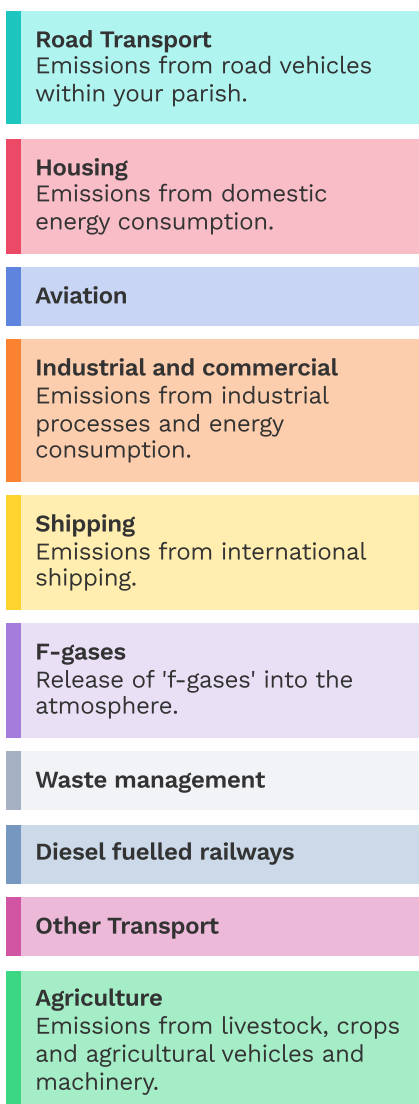 Road Transport
Emissions from road vehicles
within your parish.
Housing
Emissions from domestic
energy consumption.
Aviation
Industrial and commercial
Emissions from industrial
processes and energy
consumption.
Shipping
Emissions from international
shipping.
F-gases
Release of 'f-gases' into the
atmosphere.
Waste management
Diesel fuelled railways
Other Transport
Agriculture
Emissions from livestock, crops
and agricultural vehicles and
machinery.